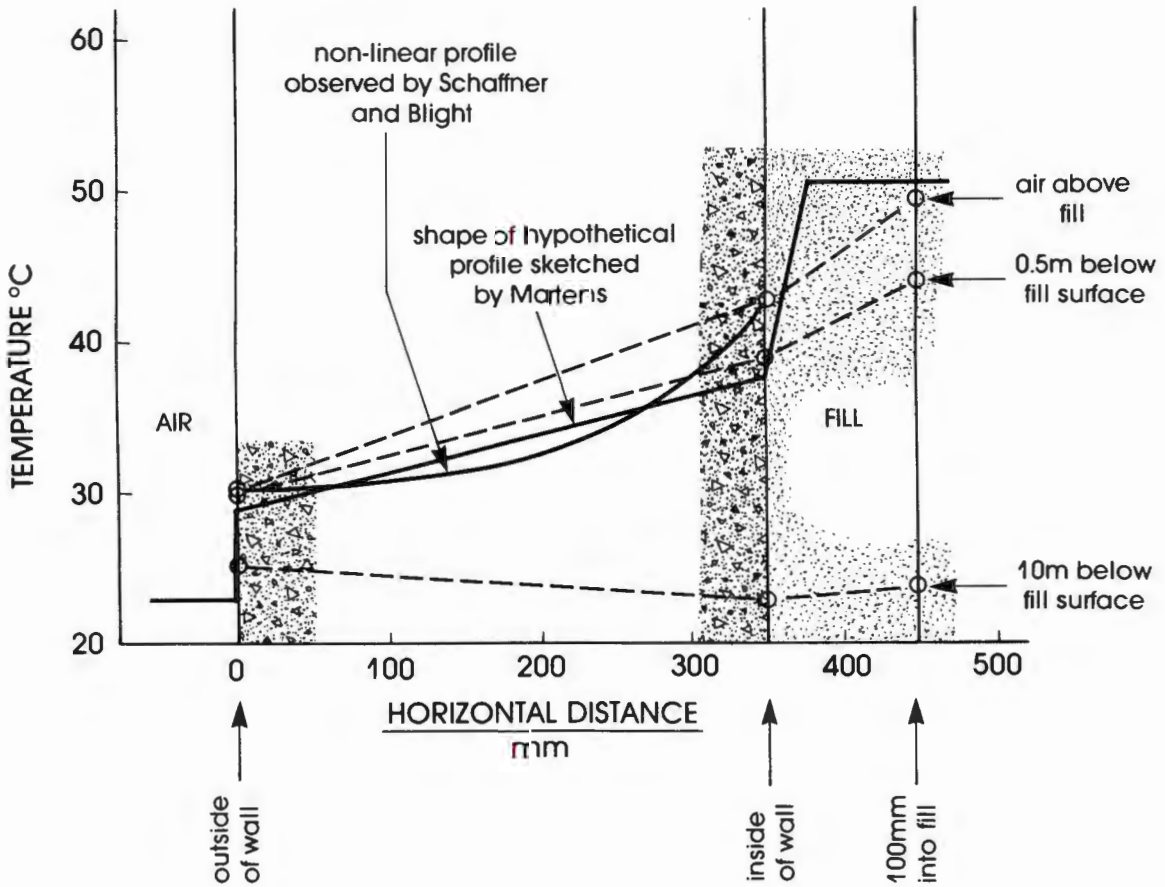 60
50
40
30
20
TEMPERATURE °C
non-linear profile
observed by Schaffner
and Blight
shape of hypothetical
profile sketched
by Martens
AIR
FILL
air above
fill
0.5m below
fill surface
10m below
fill surface
0
100
200
300
400
500
HORIZONTAL DISTANCE
mm
outside
of wall
inside
of wall
100mm
into fill